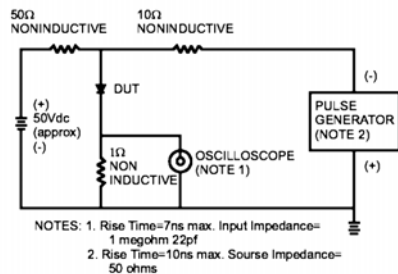 50Ω
NONINDUCTIVE
10Ω
NONINDUCTIVE
(+)
50Vdc
(approx)
(-)
DUT
1Ω
NON
INDUCTIVE
OSCILLOSCOPE
(NOTE 1)
(-)
PULSE
GENERATOR
(NOTE 2)
(+)
NOTES: 1. Rise Time=7ns max. Input Impedance=
1 megohm 22pf
2. Rise Time=10ns max. Sourse Impedance=
50 ohms